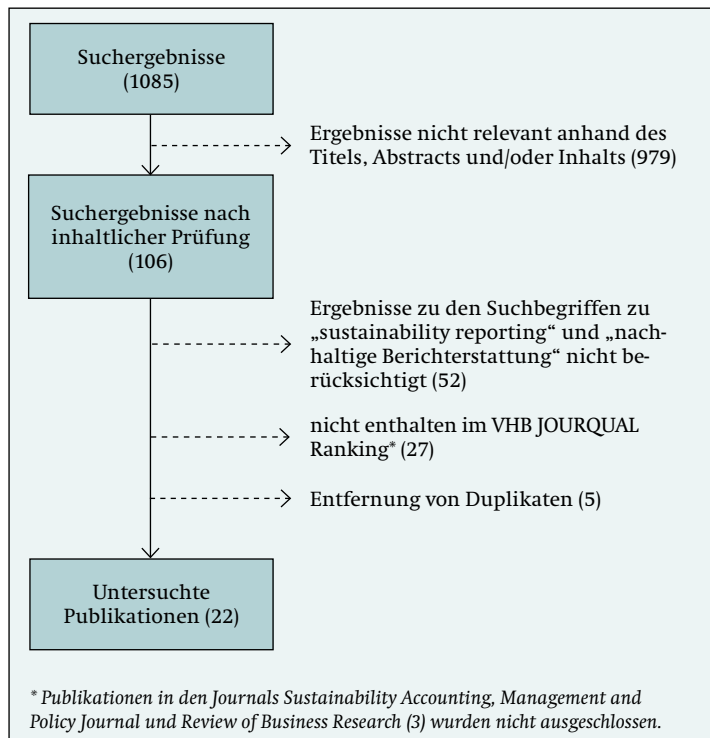 Suchergebnisse
(1085)
Ergebnisse nicht relevant anhand des
Titels, Abstracts und/oder Inhalts (979)
Suchergebnisse nach
inhaltlicher Prüfung
(106)
Ergebnisse zu den Suchbegriffen zu
„sustainability reporting“ und „nach-
haltige Berichterstattung“ nicht be-
rücksichtigt (52)
nicht enthalten im VHB JOURQUAL
Ranking* (27)
Entfernung von Duplikaten (5)
Untersuchte
Publikationen (22)
* Publikationen in den Journals Sustainability Accounting, Management and
Policy Journal und Review of Business Research (3) wurden nicht ausgeschlossen.